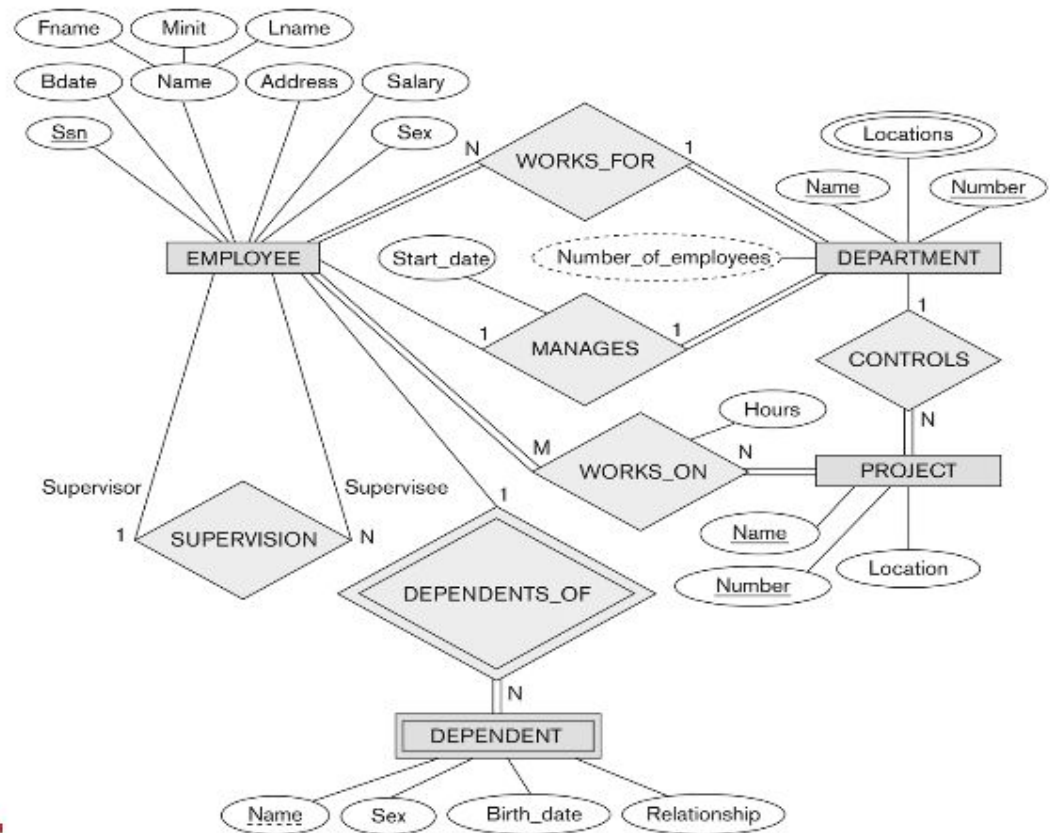 Fname Minit Lname
Bdate Name Address Salary
Ssn Sex
N WORKS_FOR 1
Locations
Name Number
EMPLOYEE Start_date Number_of_employees DEPARTMENT
1 MANAGES 1
1
CONTROLS
N
Hours
M WORKS_ON N
PROJECT
Supervisor Supervisee
1 SUPERVISION N
1
Name
Number Location
DEPENDENTS_OF
N
DEPENDENT
Name Sex Birth_date Relationship